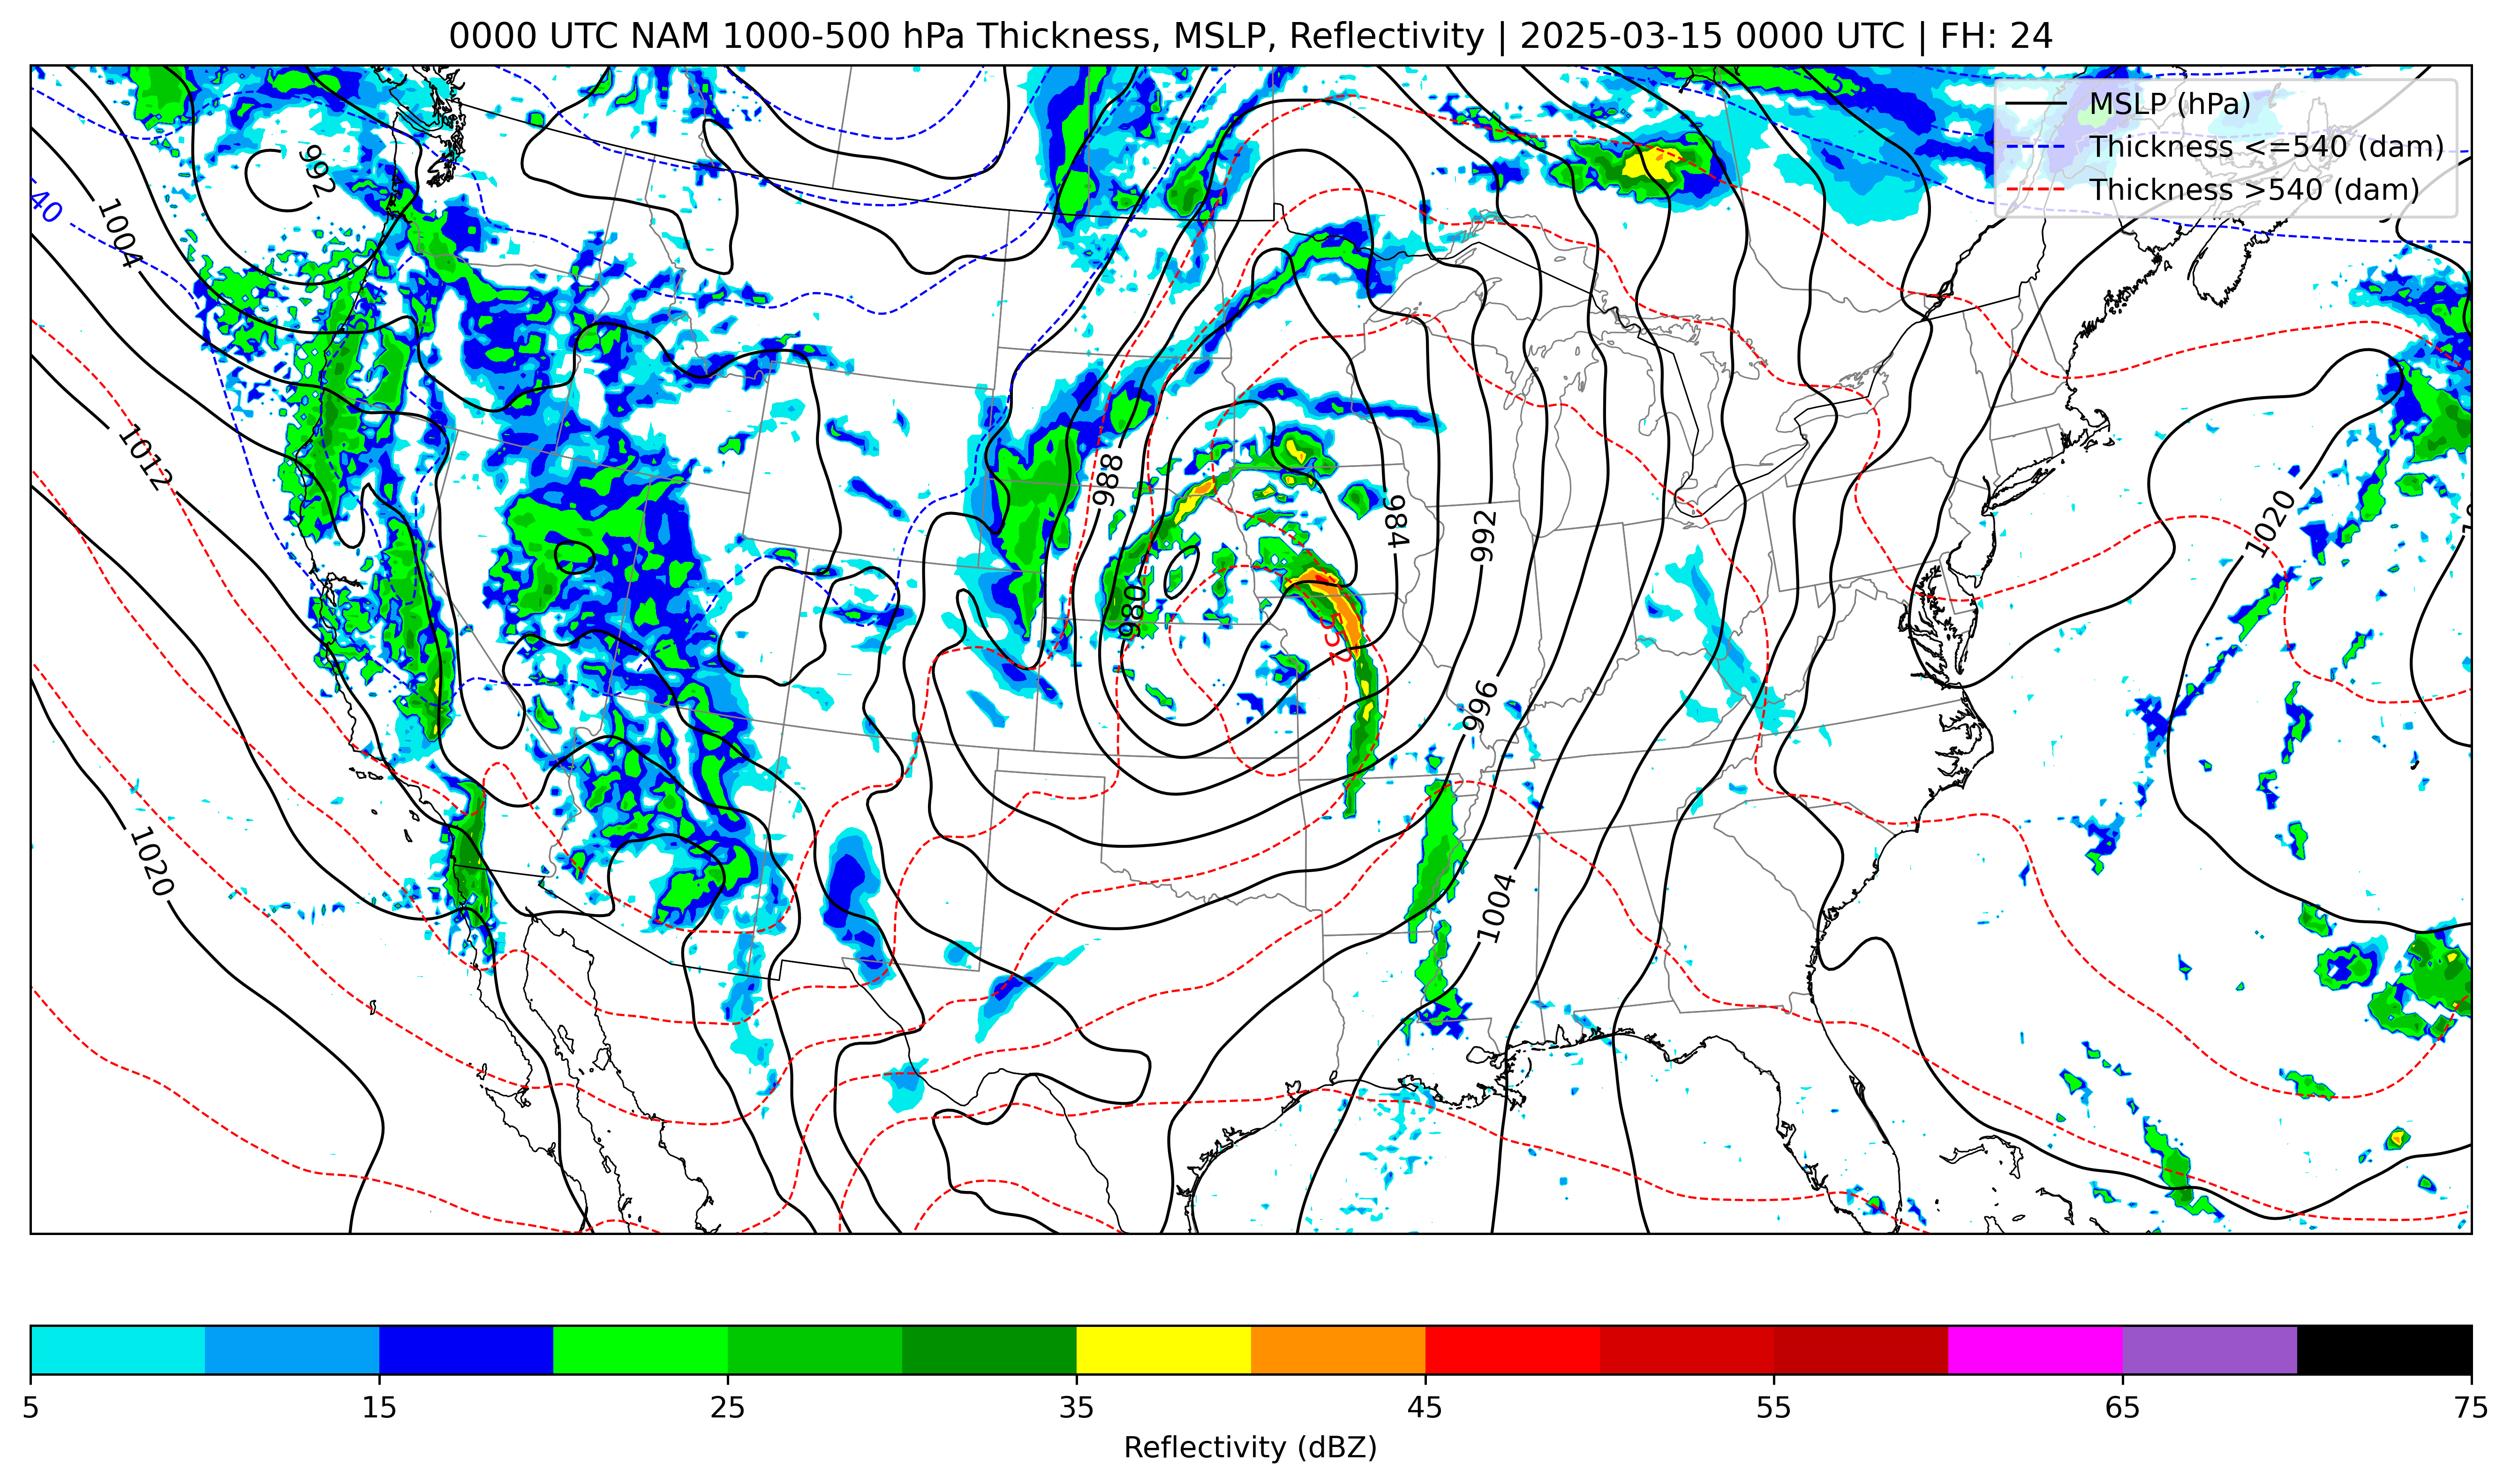 0000 UTC NAM 1000-500 hPa Thickness, MSLP, Reflectivity | 2025-03-15 0000 UTC | FH: 24
MSLP (hPa)
Thickness <=540 (dam)
Thickness >540 (dam)
992
40
1004
1012
988
984
992
1020
980
996
1020
1004
5 15 25 35 45 55 65 75
Reflectivity (dBZ)